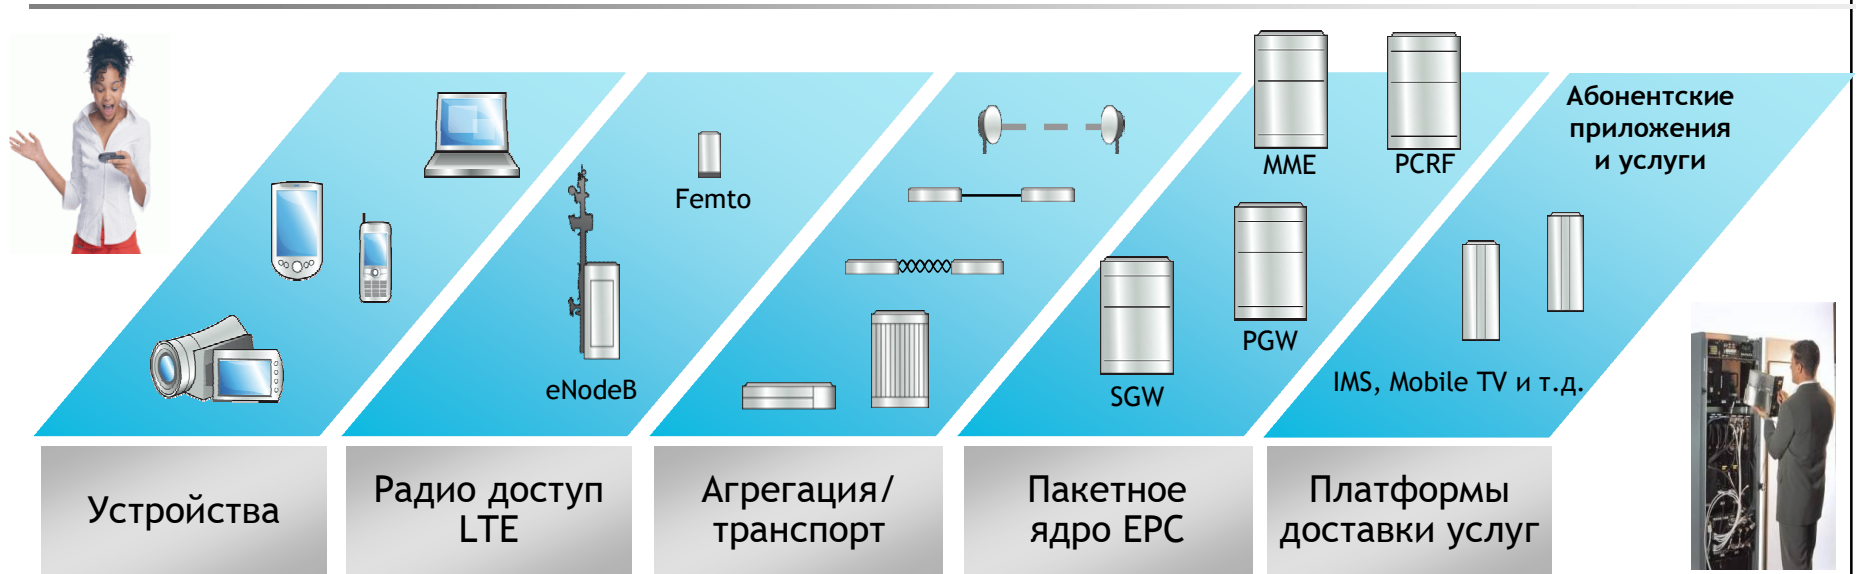 Абонентские
приложения
и услуги
MME
PCRF
Femto
PGW
eNodeB
SGW
IMS, Mobile TV и т.д.
Устройства
Радио доступ
LTE
Агрегация/
транспорт
Пакетное
ядро EPC
Платформы
доставки услуг